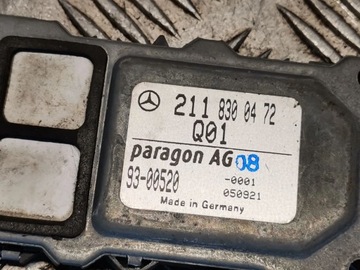 211 830 04 72
Q01
paragon AG 08
93-00520 -0001
050921
Made in Germany